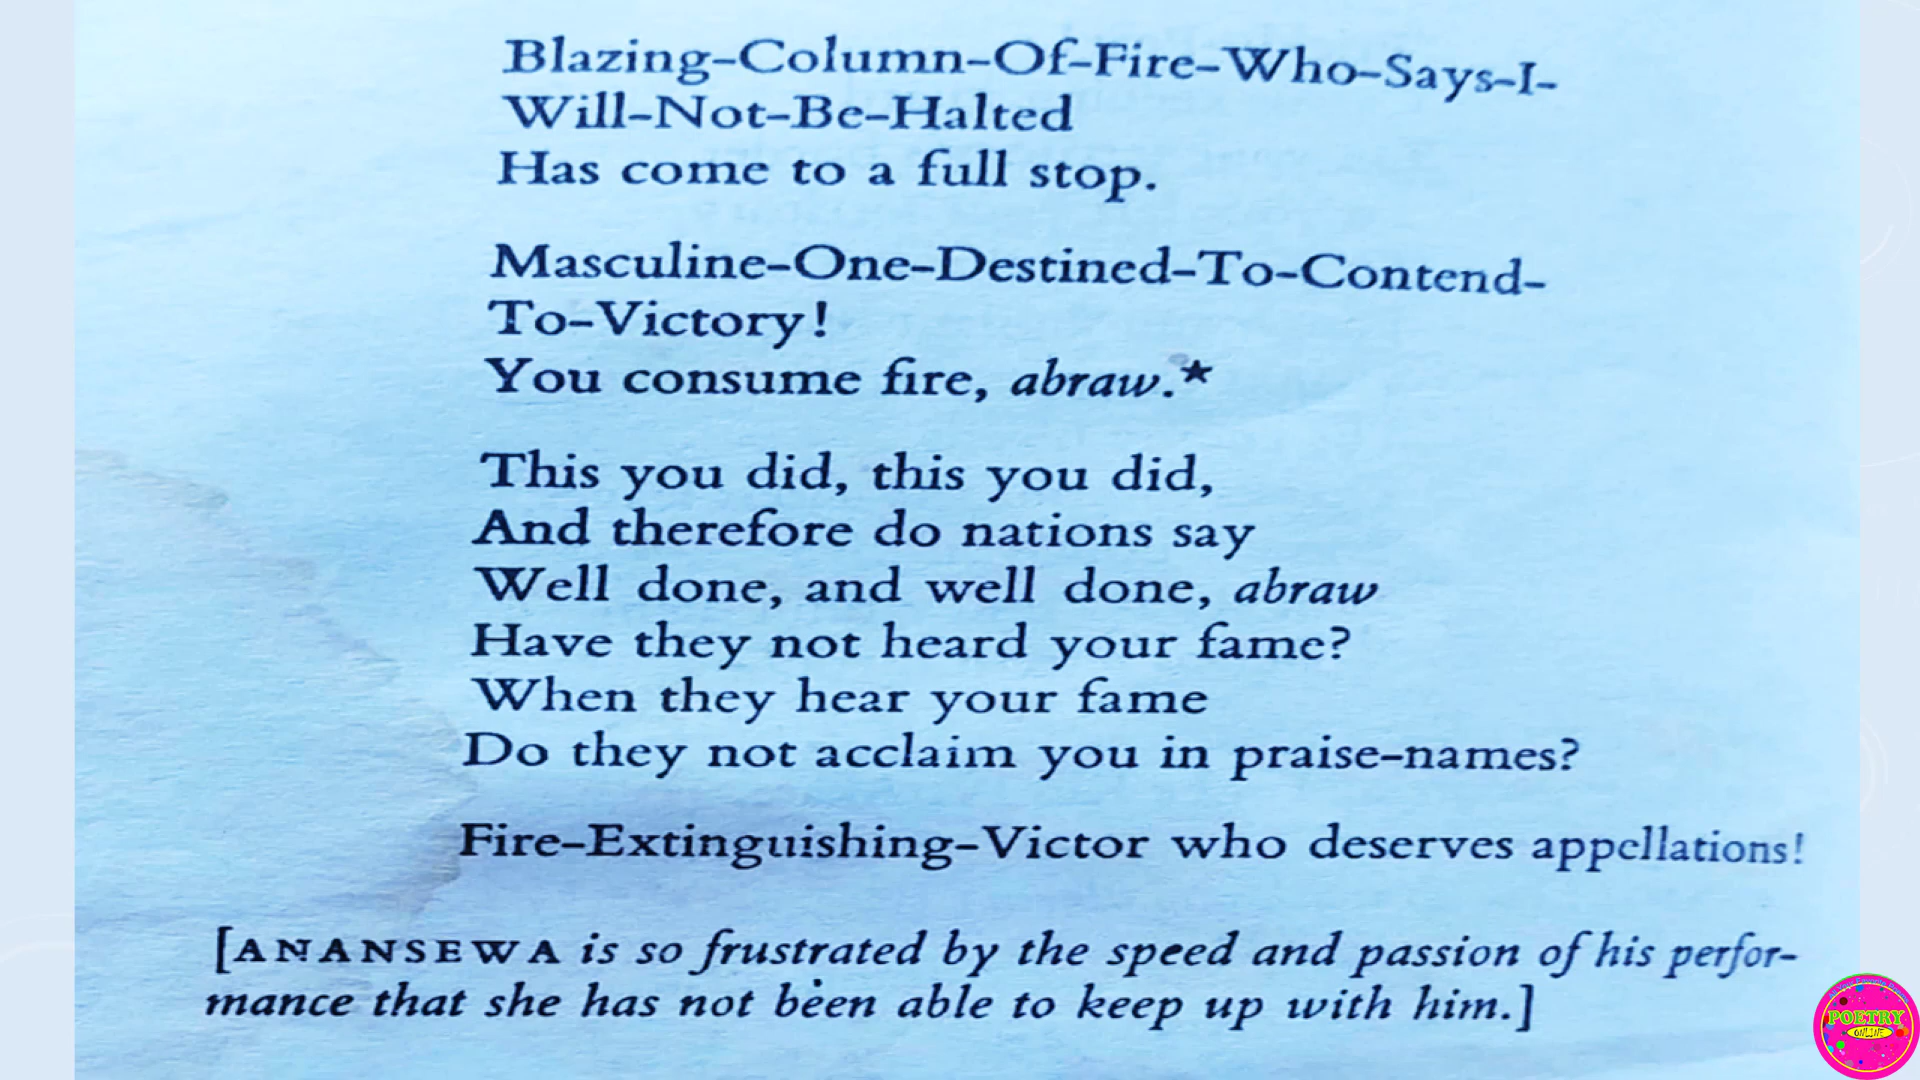 Blazing-Column-Of-Fire-Who-Says-I-
Will-Not-Be-Halted
Has come to a full stop.
Masculine-One-Destined-To-Contend-
To-Victory!
You consume fire, abraw.*
This you did, this you did,
And therefore do nations say
Well done, and well done, abraw
Have they not heard your fame?
When they hear your fame
Do they not acclaim you in praise-names?
Fire-Extinguishing-Victor who deserves appellations!
[ANANSEWA is so frustrated by the speed and passion of his perfor-
mance that she has not been able to keep up with him.]
POETRY
ONLINE